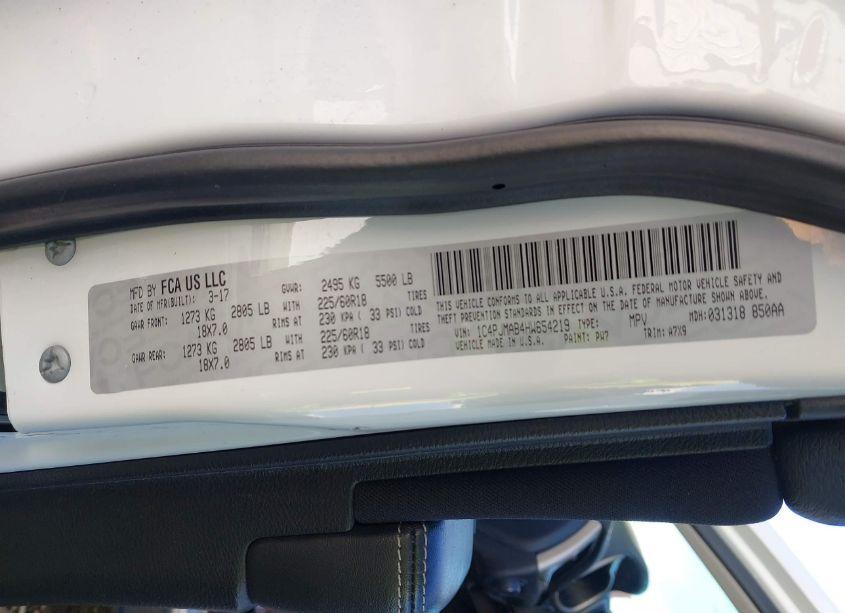 MFD BY FCA US LLC
DATE OF MFR(BUILT): 3-17 GVWR: 2495 KG 5500 LB
GAWR FRONT: 1273 KG 2805 LB WITH 225/60R18 TIRES
18X7.0 RIMS AT 230 KPA ( 33 PSI) COLD
GAWR REAR: 1273 KG 2805 LB WITH 225/60R18 TIRES
18X7.0 RIMS AT 230 KPA ( 33 PSI) COLD
THIS VEHICLE CONFORMS TO ALL APPLICABLE U.S.A. FEDERAL MOTOR VEHICLE SAFETY AND
THEFT PREVENTION STANDARDS IN EFFECT ON THE DATE OF MANUFACTURE SHOWN ABOVE.
VIN: 1C4PJMAB4HW654219 TYPE: MPV MDH: 031318 850AA
VEHICLE MADE IN U.S.A. PAINT: PW7 TRIM: A7X9